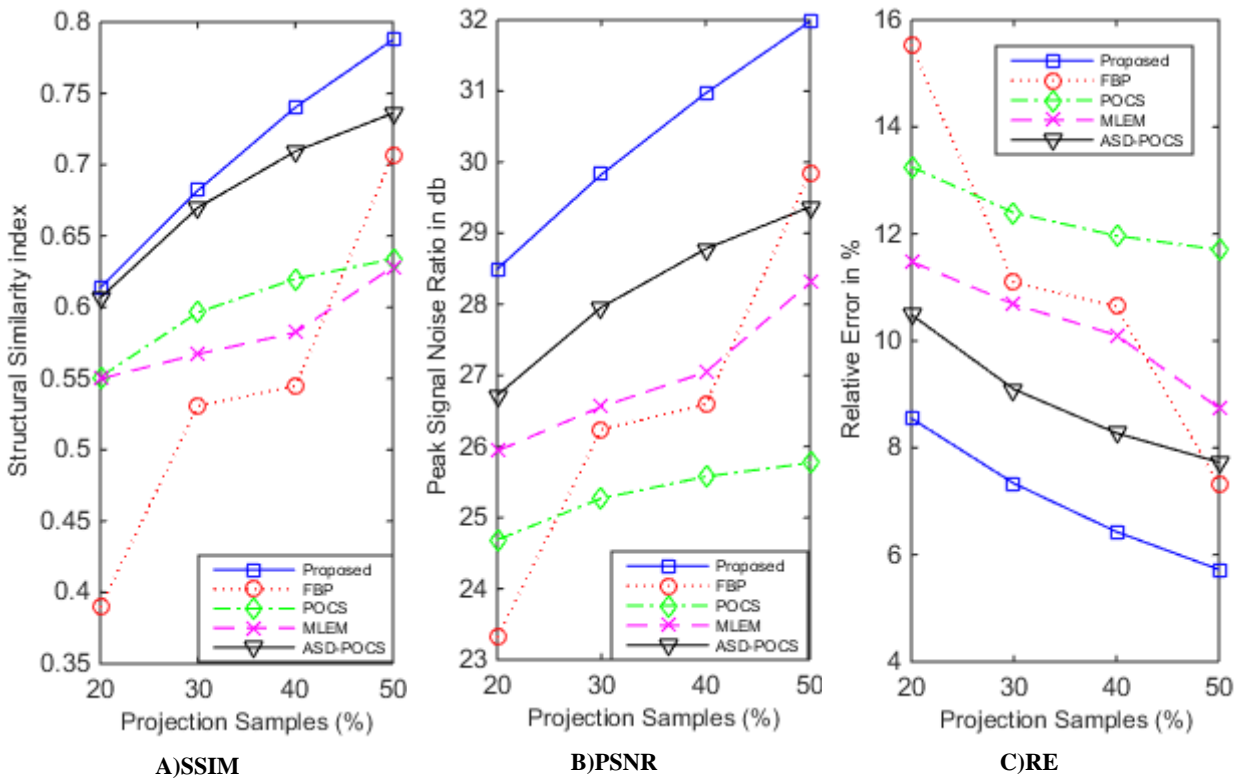 0.8
0.75
0.7
0.65
0.6
0.55
0.5
0.45
0.4
0.35
Structural Similarity index
20 30 40 50
Projection Samples (%)
Proposed
FBP
POCS
MLEM
ASD-POCS
A)SSIM
32
31
30
29
28
27
26
25
24
23
Peak Signal Noise Ratio in db
20 30 40 50
Projection Samples (%)
Proposed
FBP
POCS
MLEM
ASD-POCS
B)PSNR
16
14
12
10
8
6
4
Relative Error in %
20 30 40 50
Projection Samples (%)
Proposed
FBP
POCS
MLEM
ASD-POCS
C)RE